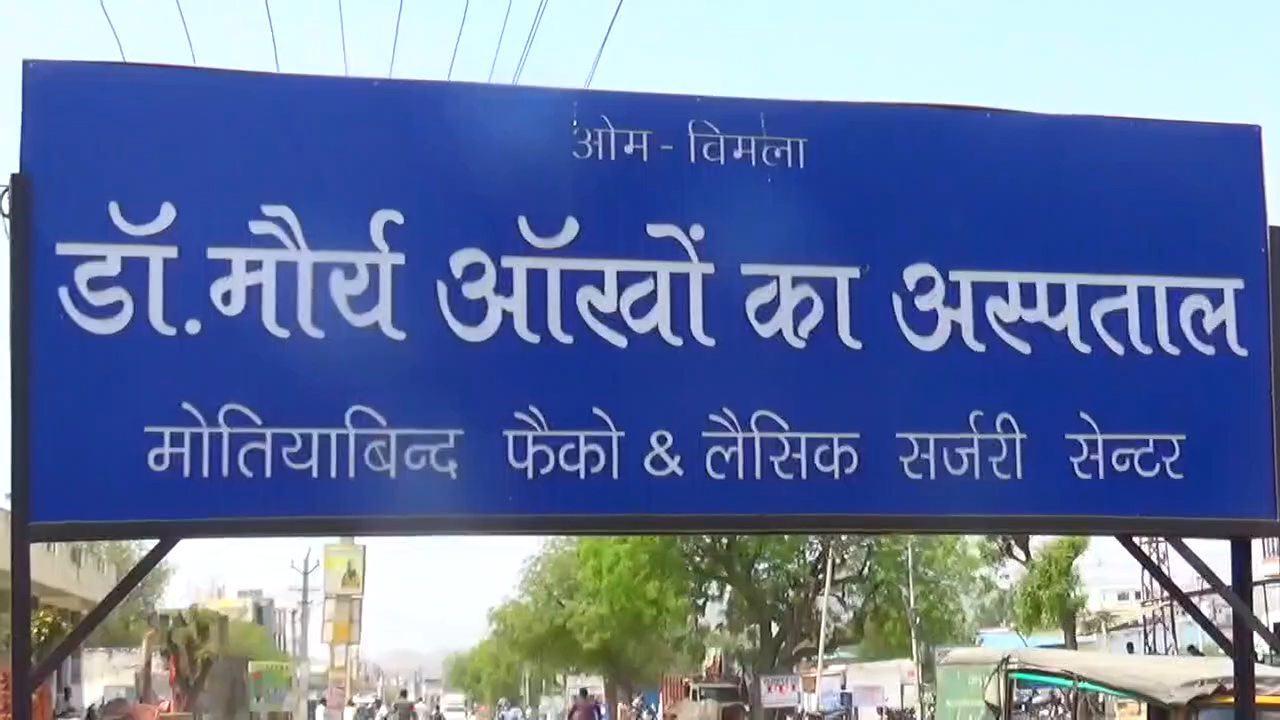 ओम - विमला
डॉ.मौर्य ऑखों का अस्पताल
मोतियाबिन्द फैको & लैसिक सर्जरी सेन्टर